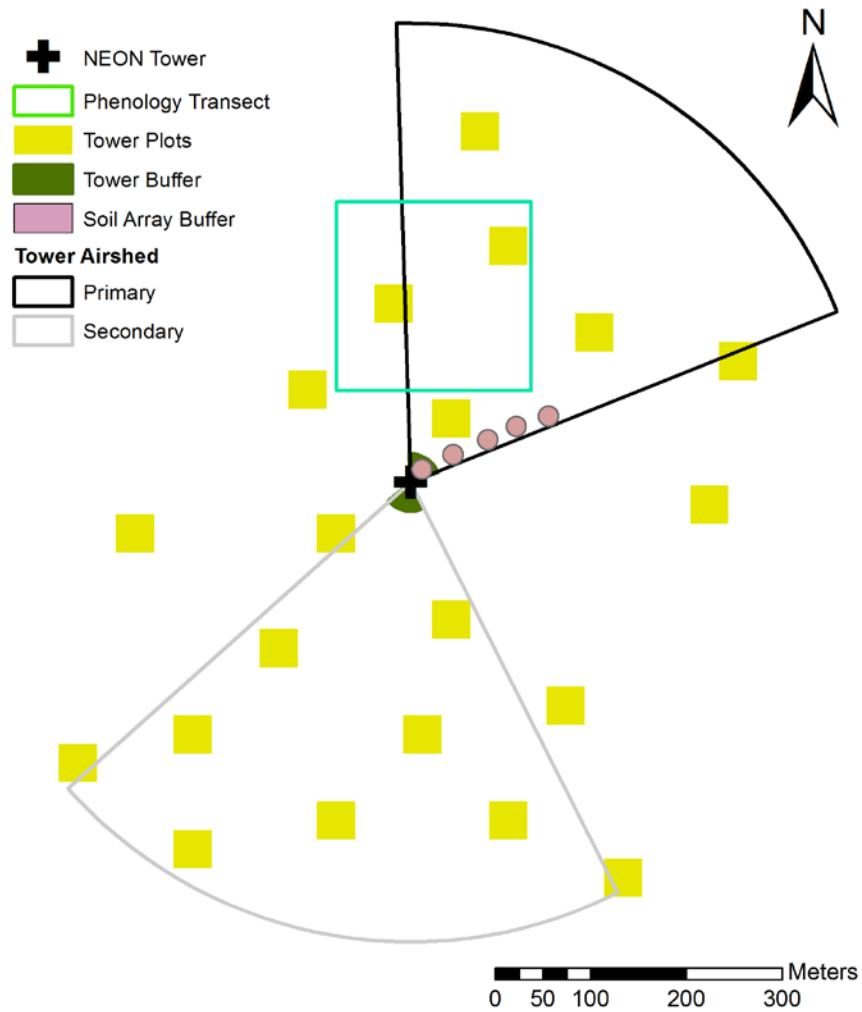 NEON Tower
Phenology Transect
Tower Plots
Tower Buffer
Soil Array Buffer
Tower Airshed
Primary
Secondary
N
Meters
0 50 100 200 300